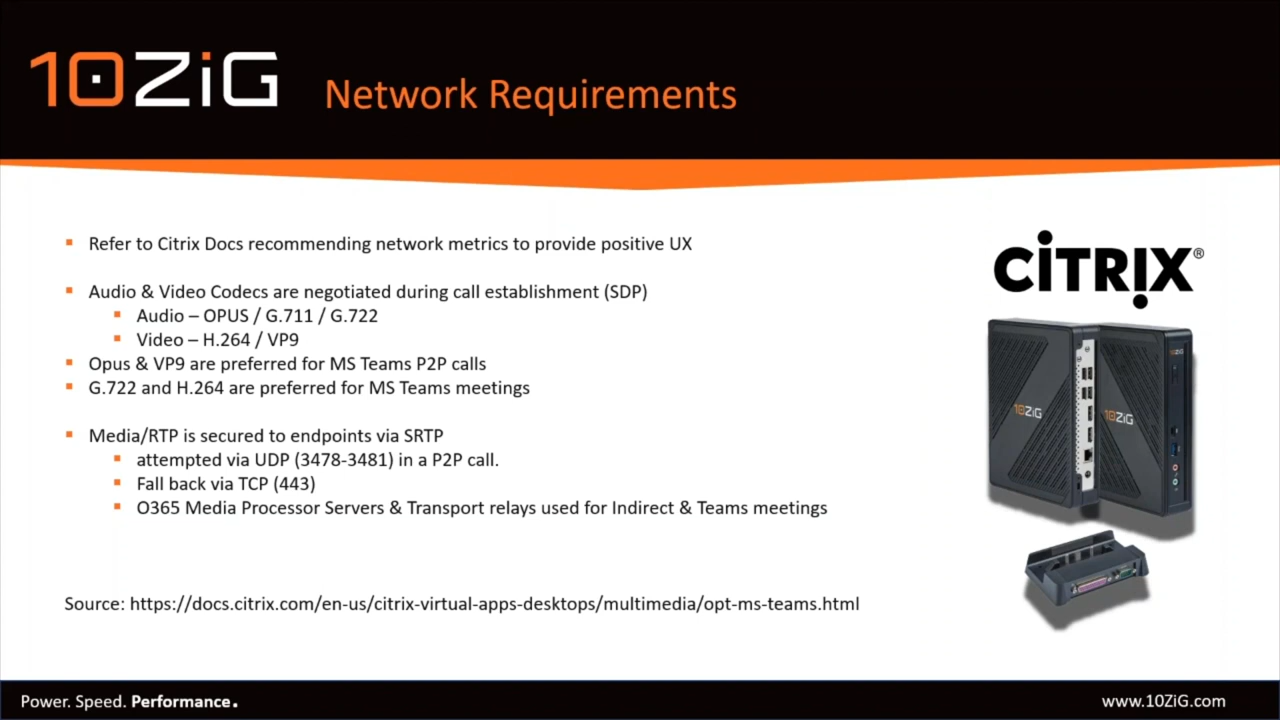 10ZiG
Network Requirements
Refer to Citrix Docs recommending network metrics to provide positive UX
Audio & Video Codecs are negotiated during call establishment (SDP)
Audio – OPUS / G.711 / G.722
Video – H.264 / VP9
Opus & VP9 are preferred for MS Teams P2P calls
G.722 and H.264 are preferred for MS Teams meetings
Media/RTP is secured to endpoints via SRTP
attempted via UDP (3478-3481) in a P2P call.
Fall back via TCP (443)
O365 Media Processor Servers & Transport relays used for Indirect & Teams meetings
Source: https://docs.citrix.com/en-us/citrix-virtual-apps-desktops/multimedia/opt-ms-teams.html
CiTRIX®
10ZiG
10ZiG
10ZiG
Power. Speed. Performance.
www.10ZiG.com